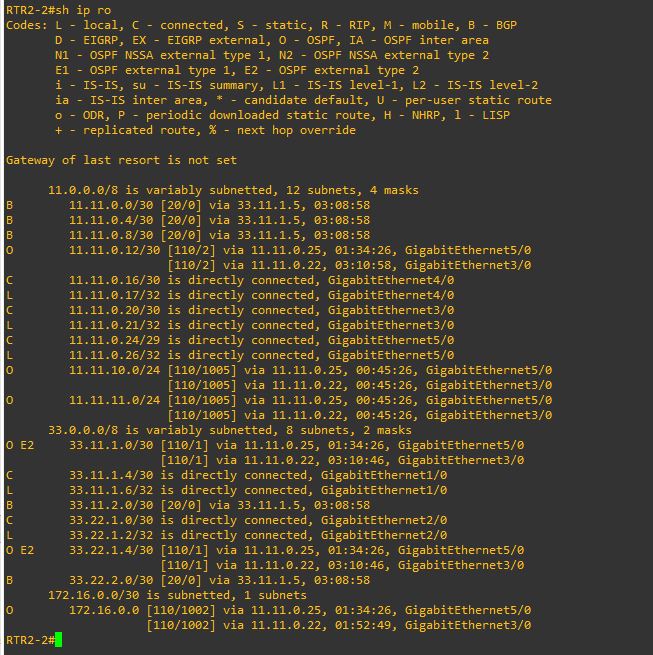 RTR2-2#sh ip ro
Codes: L - local, C - connected, S - static, R - RIP, M - mobile, B - BGP
       D - EIGRP, EX - EIGRP external, O - OSPF, IA - OSPF inter area
       N1 - OSPF NSSA external type 1, N2 - OSPF NSSA external type 2
       E1 - OSPF external type 1, E2 - OSPF external type 2
       i - IS-IS, su - IS-IS summary, L1 - IS-IS level-1, L2 - IS-IS level-2
       ia - IS-IS inter area, * - candidate default, U - per-user static route
       o - ODR, P - periodic downloaded static route, H - NHRP, l - LISP
       + - replicated route, % - next hop override

Gateway of last resort is not set

      11.0.0.0/8 is variably subnetted, 12 subnets, 4 masks
B        11.11.0.0/30 [20/0] via 33.11.1.5, 03:08:58
B        11.11.0.4/30 [20/0] via 33.11.1.5, 03:08:58
B        11.11.0.8/30 [20/0] via 33.11.1.5, 03:08:58
O        11.11.0.12/30 [110/2] via 11.11.0.25, 01:34:26, GigabitEthernet5/0
                       [110/2] via 11.11.0.22, 03:10:58, GigabitEthernet3/0
C        11.11.0.16/30 is directly connected, GigabitEthernet4/0
L        11.11.0.17/32 is directly connected, GigabitEthernet4/0
C        11.11.0.20/30 is directly connected, GigabitEthernet3/0
L        11.11.0.21/32 is directly connected, GigabitEthernet3/0
C        11.11.0.24/29 is directly connected, GigabitEthernet5/0
L        11.11.0.26/32 is directly connected, GigabitEthernet5/0
O        11.11.10.0/24 [110/1005] via 11.11.0.25, 00:45:26, GigabitEthernet5/0
                       [110/1005] via 11.11.0.22, 00:45:26, GigabitEthernet3/0
O        11.11.11.0/24 [110/1005] via 11.11.0.25, 00:45:26, GigabitEthernet5/0
                       [110/1005] via 11.11.0.22, 00:45:26, GigabitEthernet3/0
      33.0.0.0/8 is variably subnetted, 8 subnets, 2 masks
O E2     33.11.1.0/30 [110/1] via 11.11.0.25, 01:34:26, GigabitEthernet5/0
                      [110/1] via 11.11.0.22, 03:10:46, GigabitEthernet3/0
C        33.11.1.4/30 is directly connected, GigabitEthernet1/0
L        33.11.1.6/32 is directly connected, GigabitEthernet1/0
B        33.11.2.0/30 [20/0] via 33.11.1.5, 03:08:58
C        33.22.1.0/30 is directly connected, GigabitEthernet2/0
L        33.22.1.2/32 is directly connected, GigabitEthernet2/0
O E2     33.22.1.4/30 [110/1] via 11.11.0.25, 01:34:26, GigabitEthernet5/0
                      [110/1] via 11.11.0.22, 03:10:46, GigabitEthernet3/0
B        33.22.2.0/30 [20/0] via 33.11.1.5, 03:08:58
      172.16.0.0/30 is subnetted, 1 subnets
O        172.16.0.0 [110/1002] via 11.11.0.25, 01:34:26, GigabitEthernet5/0
                    [110/1002] via 11.11.0.22, 01:52:49, GigabitEthernet3/0
RTR2-2#